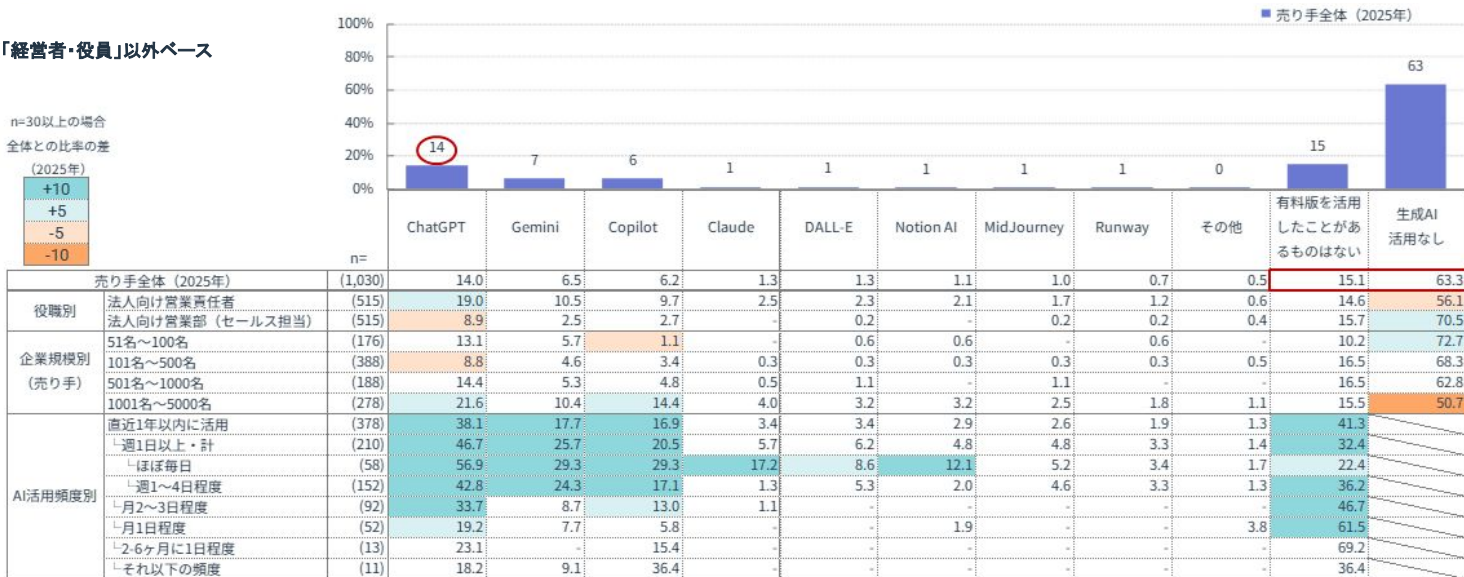 ■ 売り手全体（2025年）
「経営者・役員」以外ベース
100%
80%
60%
40%
20%
0%
14 7 6 1 1 1 1 1 0 15 63
n=30以上の場合
全体との比率の差
（2025年）
+10
+5
-5
-10
n=
ChatGPT Gemini Copilot Claude DALL-E Notion AI MidJourney Runway その他
有料版を活用
したことがあ
るものはない
生成AI
活用なし
売り手全体（2025年） (1,030) 14.0 6.5 6.2 1.3 1.3 1.1 1.0 0.7 0.5 15.1 63.3
役職別
法人向け営業責任者 (515) 19.0 10.5 9.7 2.5 2.3 2.1 1.7 1.2 0.6 14.6 56.1
法人向け営業部（セールス担当） (515) 8.9 2.5 2.7 - 0.2 - 0.2 0.2 0.4 15.7 70.5
企業規模別
（売り手）
51名～100名 (176) 13.1 5.7 1.1 - 0.6 0.6 - 0.6 - 10.2 72.7
101名～500名 (388) 8.8 4.6 3.4 0.3 0.3 0.3 0.3 0.3 0.5 16.5 68.3
501名～1000名 (188) 14.4 5.3 4.8 0.5 1.1 - 1.1 - - 16.5 62.8
1001名～5000名 (278) 21.6 10.4 14.4 4.0 3.2 3.2 2.5 1.8 1.1 15.5 50.7
AI活用頻度別
直近1年以内に活用 (378) 38.1 17.7 16.9 3.4 3.4 2.9 2.6 1.9 1.3 41.3
└週1日以上・計 (210) 46.7 25.7 20.5 5.7 6.2 4.8 4.8 3.3 1.4 32.4
└ほぼ毎日 (58) 56.9 29.3 29.3 17.2 8.6 12.1 5.2 3.4 1.7 22.4
└週1～4日程度 (152) 42.8 24.3 17.1 1.3 5.3 2.0 4.6 3.3 1.3 36.2
└月2～3日程度 (92) 33.7 8.7 13.0 1.1 - - - - - 46.7
└月1日程度 (52) 19.2 7.7 5.8 - - 1.9 - - 3.8 61.5
└2-6ヶ月に1日程度 (13) 23.1 - 15.4 - - - - - - 69.2
└それ以下の頻度 (11) 18.2 9.1 36.4 - - - - - - 36.4